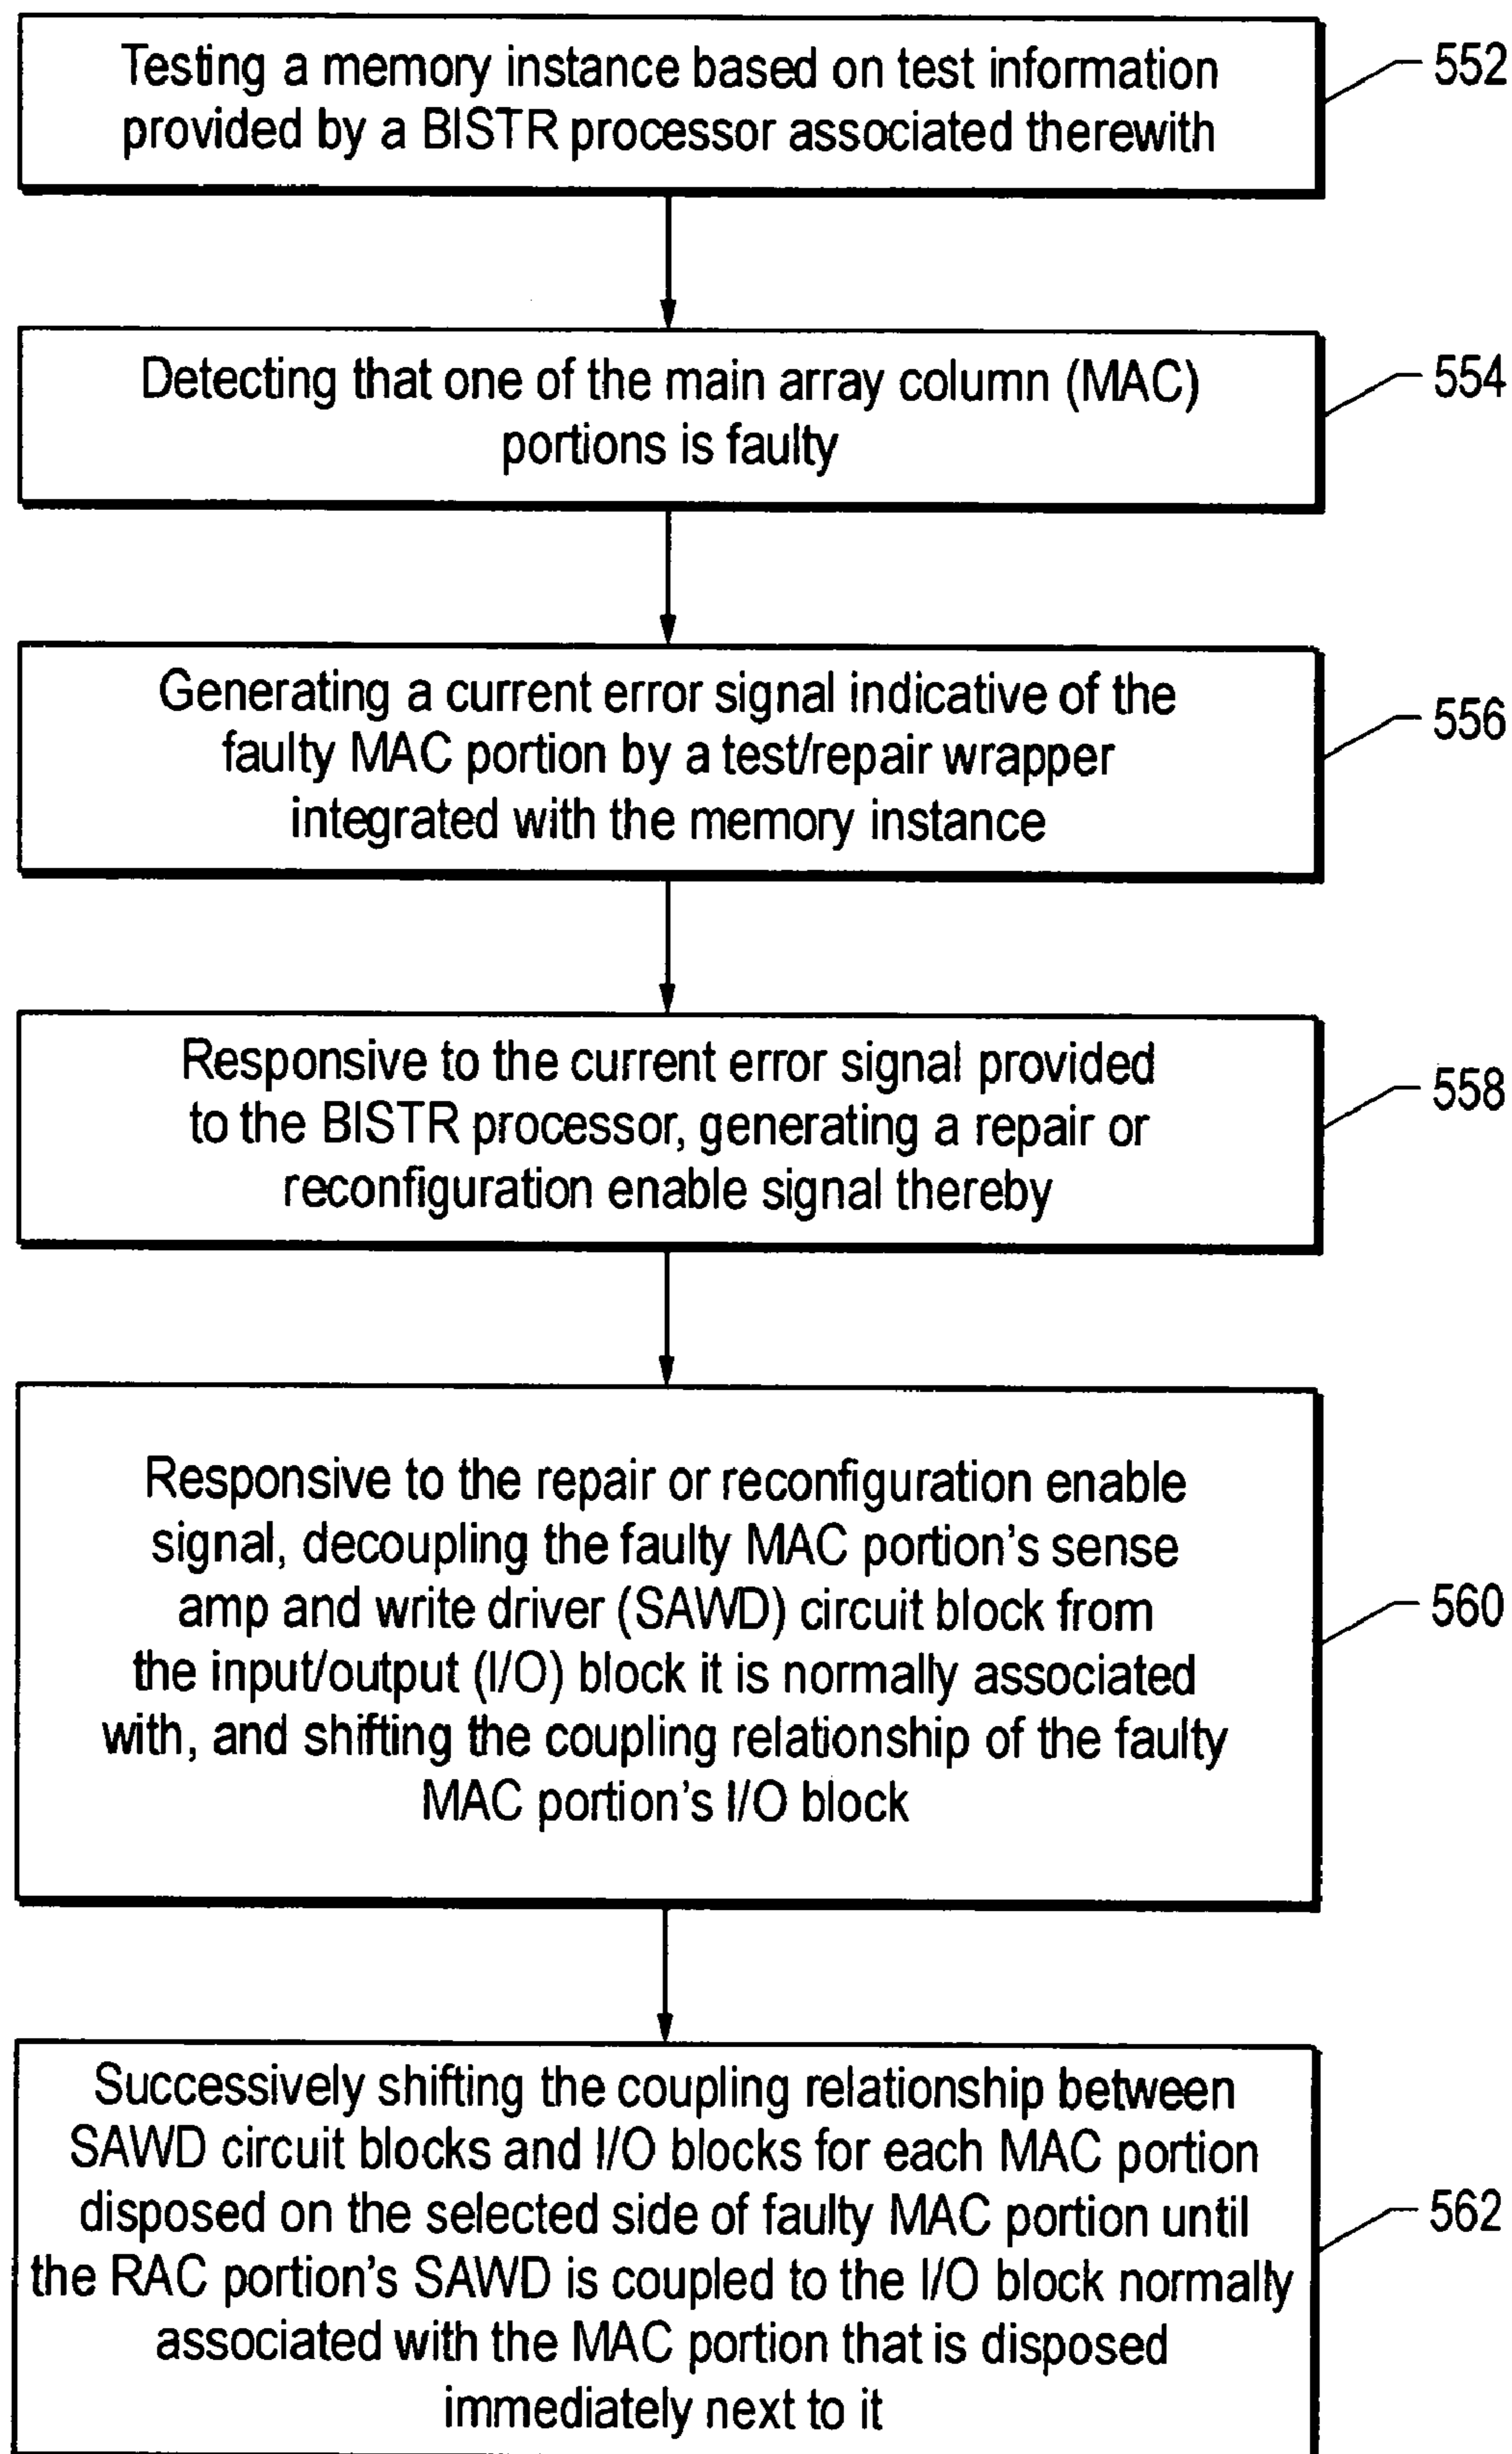 Testing a memory instance based on test information
provided by a BISTR processor associated therewith
552
Detecting that one of the main array column (MAC)
portions is faulty
554
Generating a current error signal indicative of the
faulty MAC portion by a test/repair wrapper
integrated with the memory instance
556
Responsive to the current error signal provided
to the BISTR processor, generating a repair or
reconfiguration enable signal thereby
558
Responsive to the repair or reconfiguration enable
signal, decoupling the faulty MAC portion's sense
amp and write driver (SAWD) circuit block from
the input/output (I/O) block it is normally associated
with, and shifting the coupling relationship of the faulty
MAC portion's I/O block
560
Successively shifting the coupling relationship between
SAWD circuit blocks and I/O blocks for each MAC portion
disposed on the selected side of faulty MAC portion until
the RAC portion's SAWD is coupled to the I/O block normally
associated with the MAC portion that is disposed
immediately next to it
562